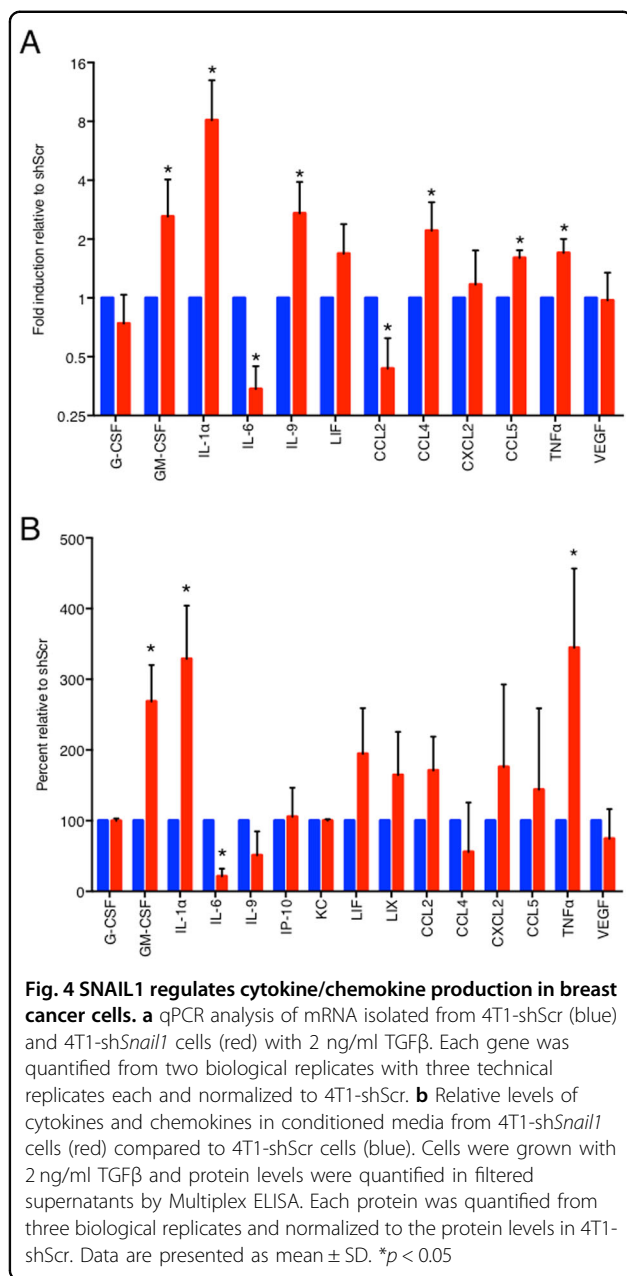 A
16
8
4
2
1
0.5
0.25
Fold induction relative to shScr
* * * * * * * *
G-CSF
GM-CSF
IL-1α
IL-6
IL-9
LIF
CCL2
CCL4
CXCL2
CCL5
TNFα
VEGF
B
500
400
300
200
100
0
Percent relative to shScr
* * * *
G-CSF
GM-CSF
IL-1α
IL-6
IL-9
IP-10
KC
LIF
LIX
CCL2
CCL4
CXCL2
CCL5
TNFα
VEGF
Fig. 4 SNAIL1 regulates cytokine/chemokine production in breast
cancer cells. a qPCR analysis of mRNA isolated from 4T1-shScr (blue)
and 4T1-shSnail1 cells (red) with 2 ng/ml TGFβ. Each gene was
quantified from two biological replicates with three technical
replicates each and normalized to 4T1-shScr. b Relative levels of
cytokines and chemokines in conditioned media from 4T1-shSnail1
cells (red) compared to 4T1-shScr cells (blue). Cells were grown with
2 ng/ml TGFβ and protein levels were quantified in filtered
supernatants by Multiplex ELISA. Each protein was quantified from
three biological replicates and normalized to the protein levels in 4T1-
shScr. Data are presented as mean ± SD. *p < 0.05